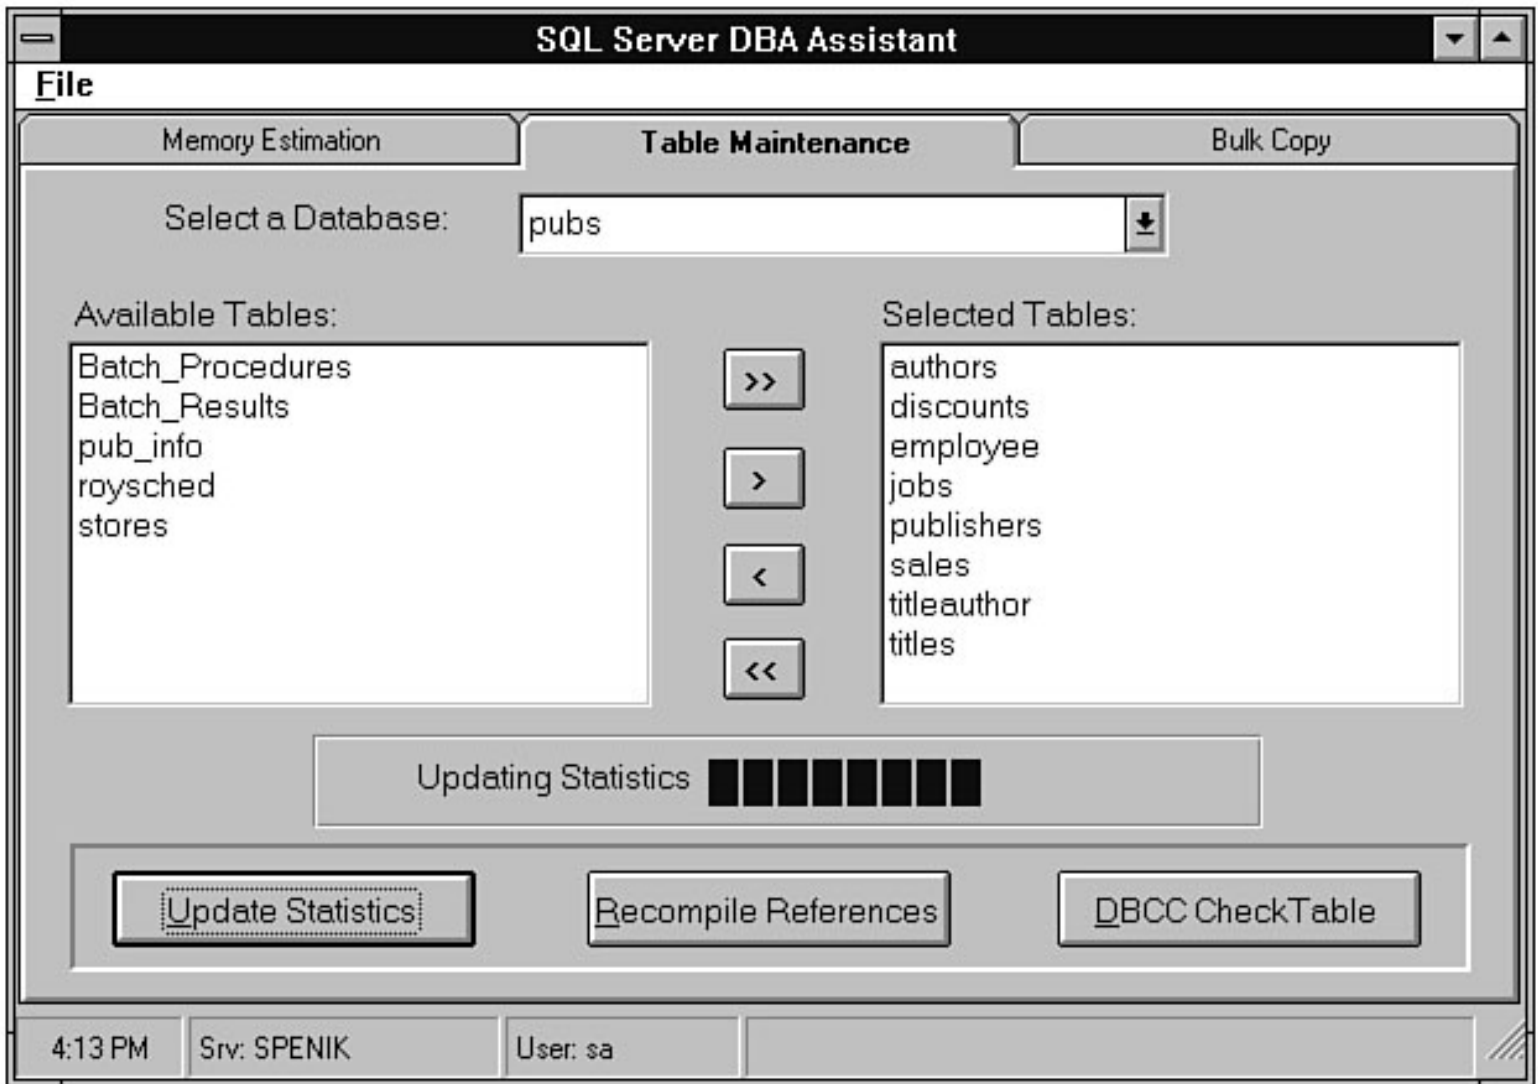 SQL Server DBA Assistant
File
Memory Estimation
Table Maintenance
Bulk Copy
Select a Database:
pubs
Available Tables:
Batch_Procedures
Batch_Results
pub_info
roysched
stores
>>
>
<
<<
Selected Tables:
authors
discounts
employee
jobs
publishers
sales
titleauthor
titles
Updating Statistics
Update Statistics
Recompile References
DBCC CheckTable
4:13 PM
Srv: SPENIK
User: sa